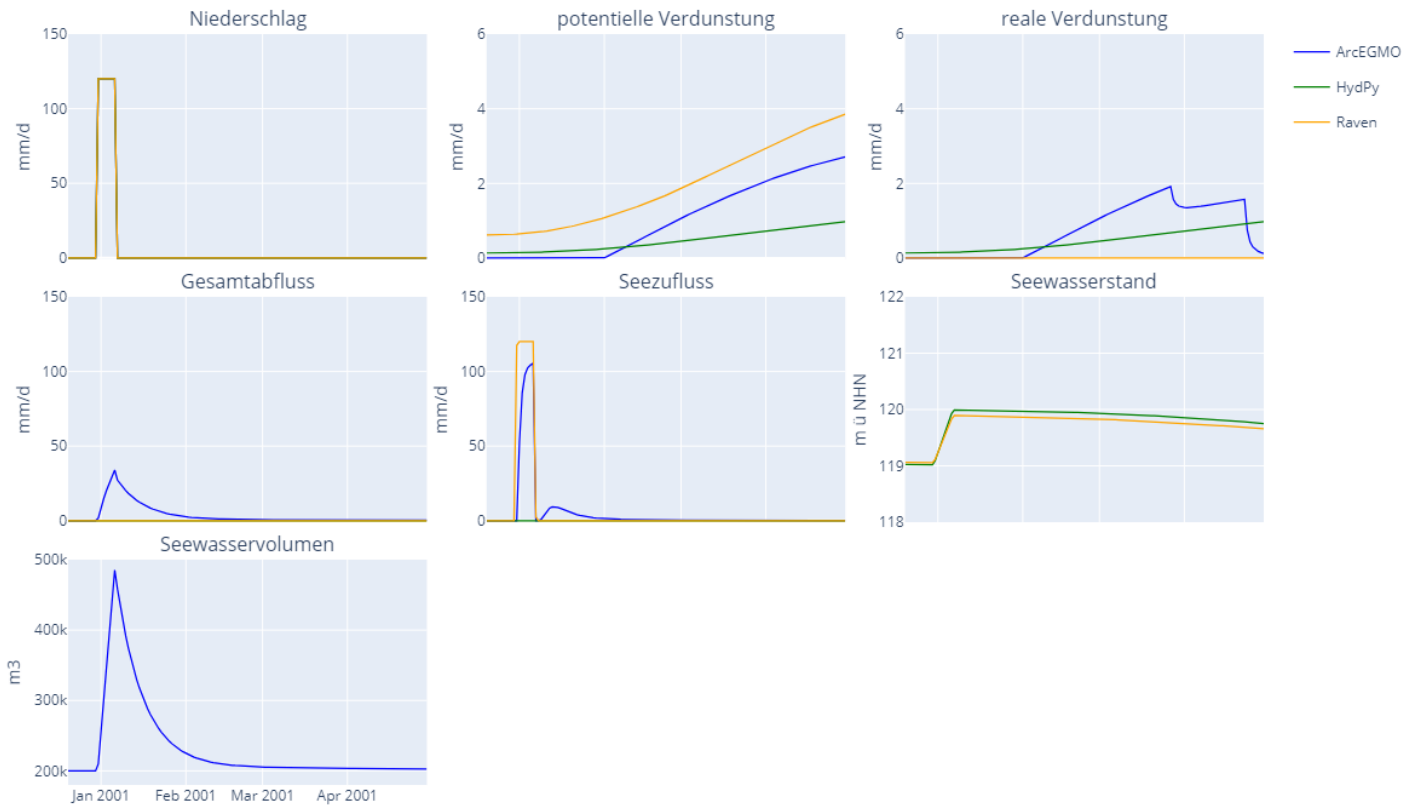 Niederschlag
potentielle Verdunstung
reale Verdunstung
150
100
50
0
mm/d
6
4
2
0
mm/d
6
4
2
0
mm/d
ArcEGMO
HydPy
Raven
Gesamtabfluss
Seezufluss
Seewasserstand
150
100
50
0
mm/d
150
100
50
0
mm/d
122
121
120
119
118
m ü NHN
Seewasservolumen
500k
400k
300k
200k
m3
Jan 2001
Feb 2001
Mar 2001
Apr 2001